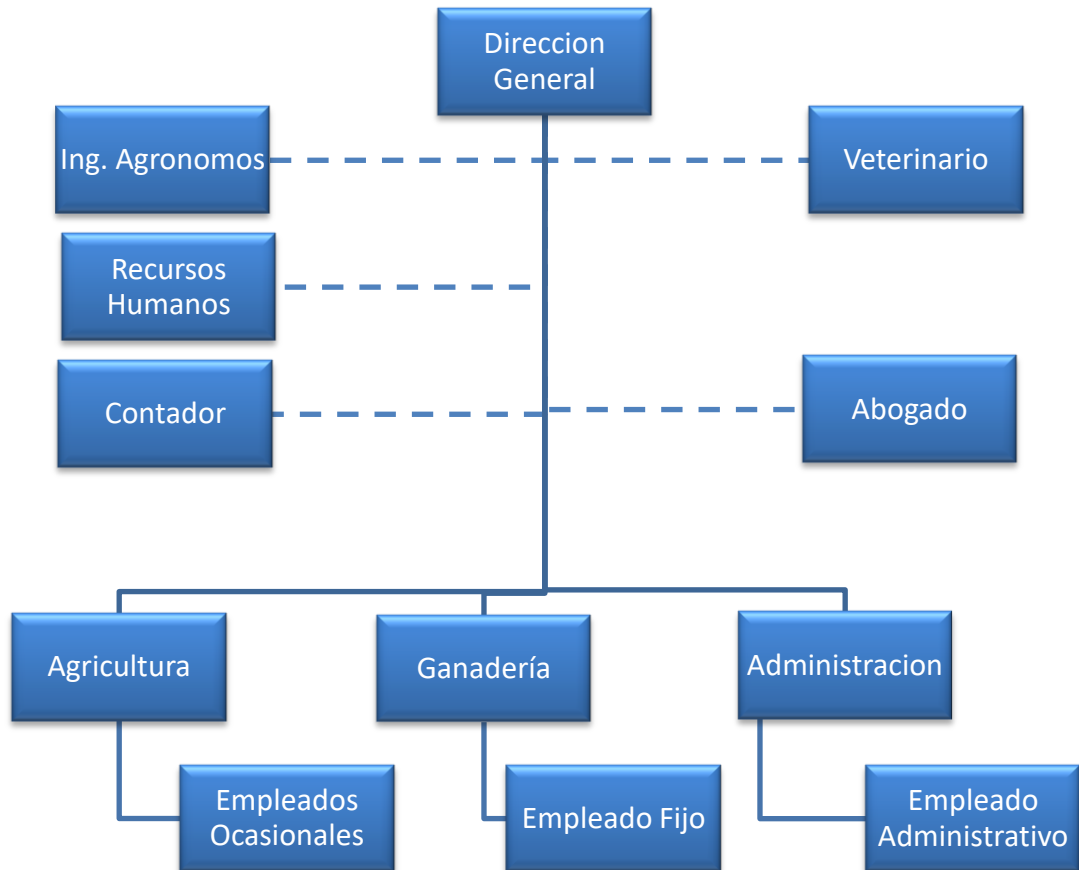 Direccion
General
Ing. Agronomos
Veterinario
Recursos
Humanos
Contador
Abogado
Agricultura
Ganadería
Administracion
Empleados
Ocasionales
Empleado Fijo
Empleado
Administrativo